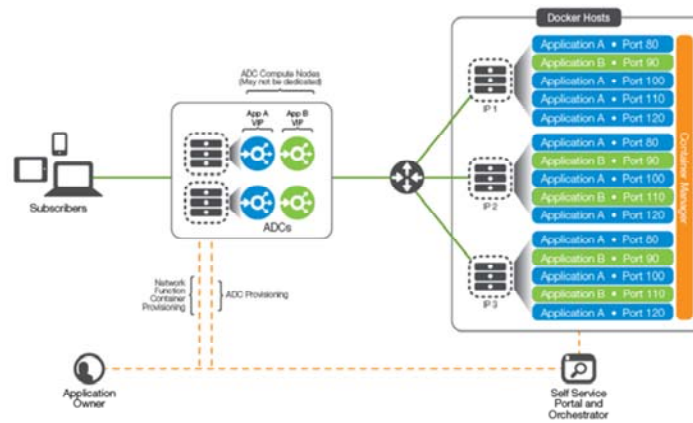 Docker Hosts
ADC Compute Nodes
(May not be dedicated)
App A
VIP
App B
VIP
ADCs
Subscribers
IP 1
Application A • Port 80
Application B • Port 90
Application A • Port 100
Application A • Port 110
Application A • Port 120
IP 2
Application A • Port 80
Application B • Port 90
Application A • Port 100
Application B • Port 110
Application A • Port 120
IP 3
Application A • Port 80
Application B • Port 90
Application A • Port 100
Application B • Port 110
Application A • Port 120
Container Manager
Network
Function
Container
Provisioning
ADC Provisioning
Application
Owner
Self Service
Portal and
Orchestrator